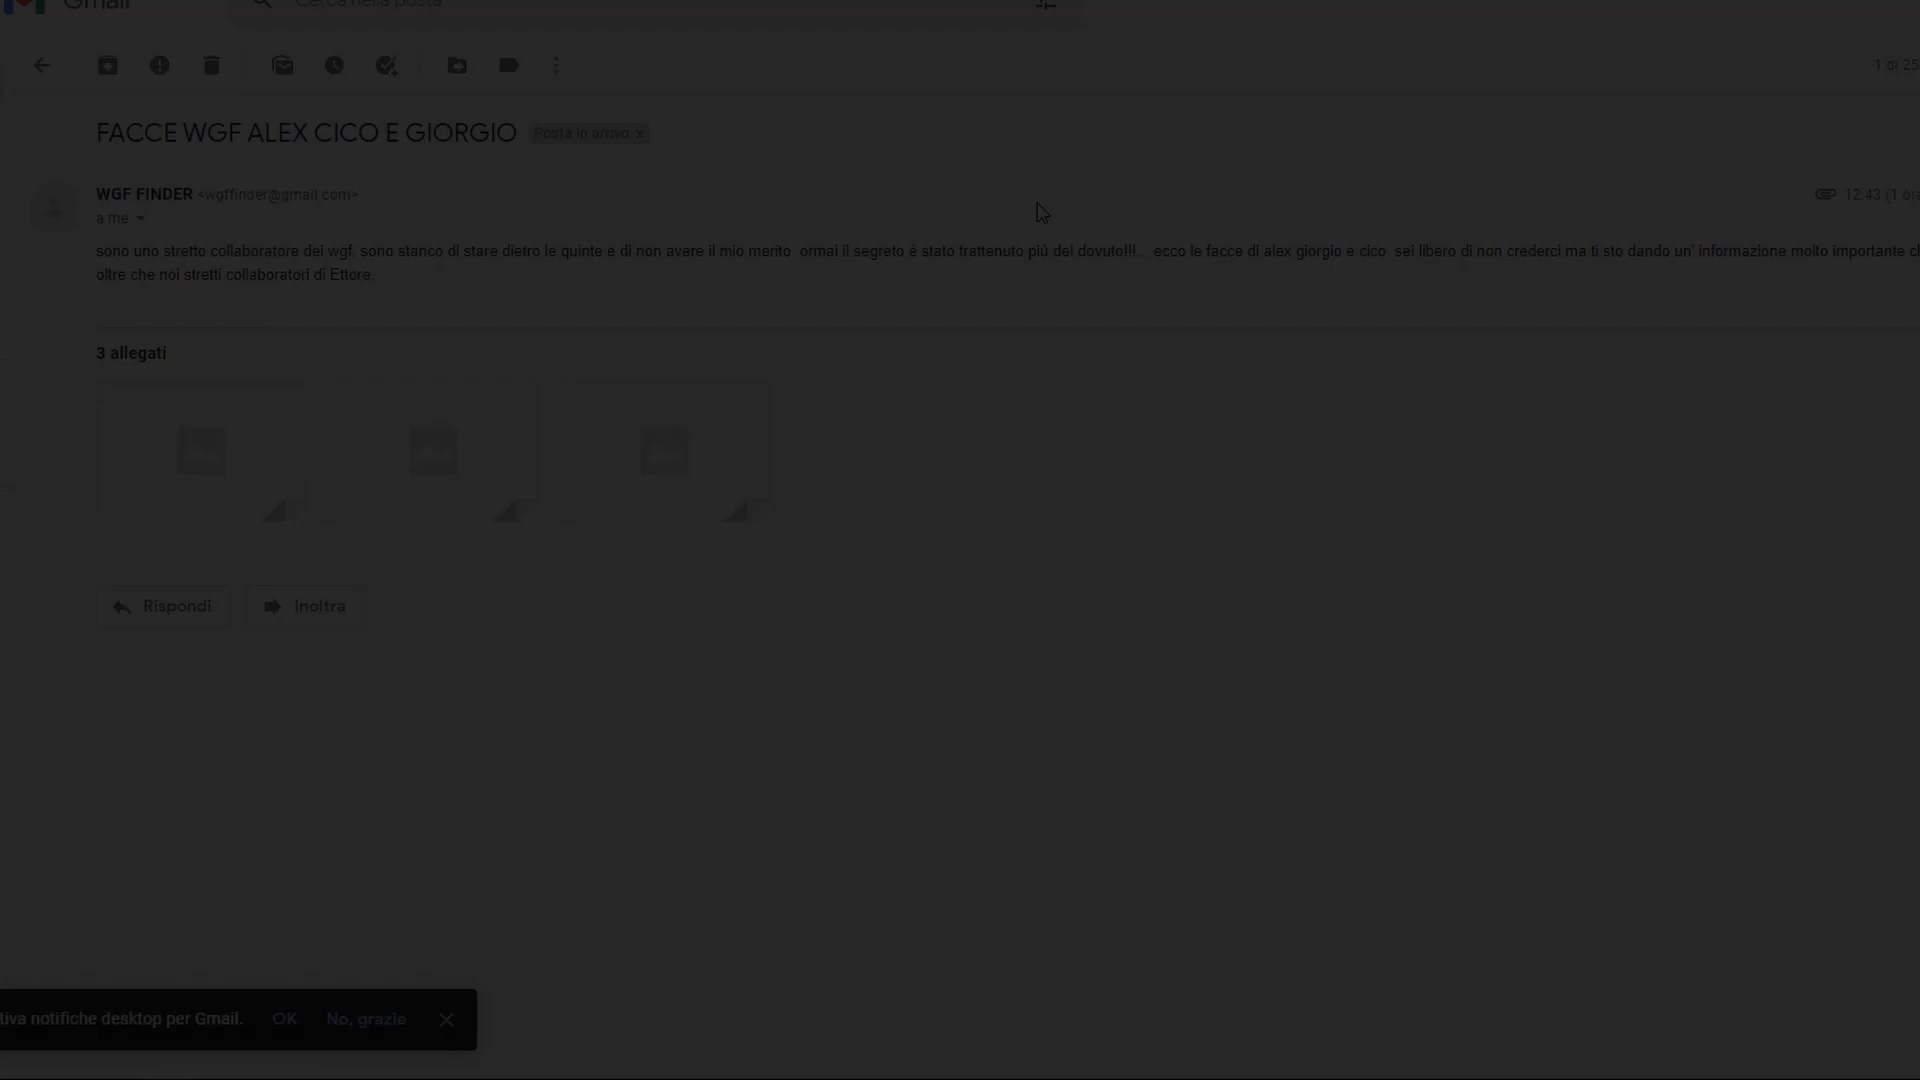 Gmail
Cerca nella posta
1 di 25
FACCE WGF ALEX CICO E GIORGIO Posta in arrivo x
WGF FINDER <wgffinder@gmail.com> 12:43 (1 ora
a me
sono uno stretto collaboratore dei wgf, sono stanco di stare dietro le quinte e di non avere il mio merito. ormai il segreto è stato trattenuto più del dovuto!!!... ecco le facce di alex giorgio e cico. sei libero di non crederci ma ti sto dando un' informazione molto importante
oltre che noi stretti collaboratori di Ettore.
3 allegati
Rispondi Inoltra
tiva notifiche desktop per Gmail. OK No, grazie